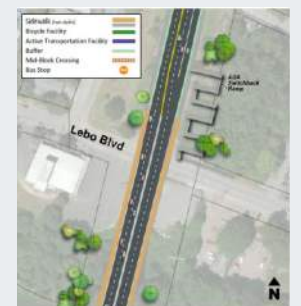 Sidewalk
Bicycle Facility
Active Transportation Facility
Buffer
Mid-Block Crossing
Bus Stop
ADA
Switchback
Ramp
Lebo Blvd
N